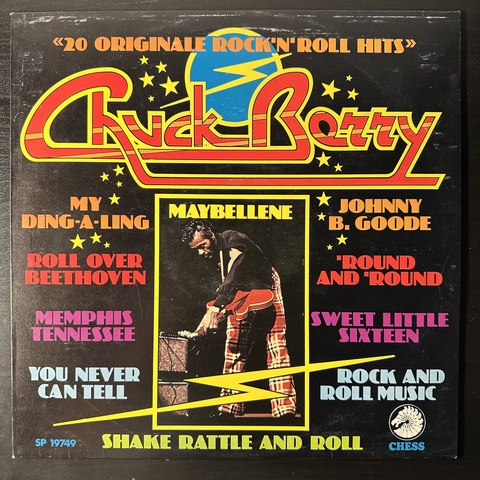 «20 ORIGINALE ROCK'N'ROLL HITS»
Chuck Berry
MY
DING-A-LING
MAYBELLENE
JOHNNY
B. GOODE
ROLL OVER
BEETHOVEN
'ROUND
AND 'ROUND
MEMPHIS
TENNESSEE
SWEET LITTLE
SIXTEEN
YOU NEVER
CAN TELL
ROCK AND
ROLL MUSIC
SHAKE RATTLE AND ROLL
SP 19749
CHESS